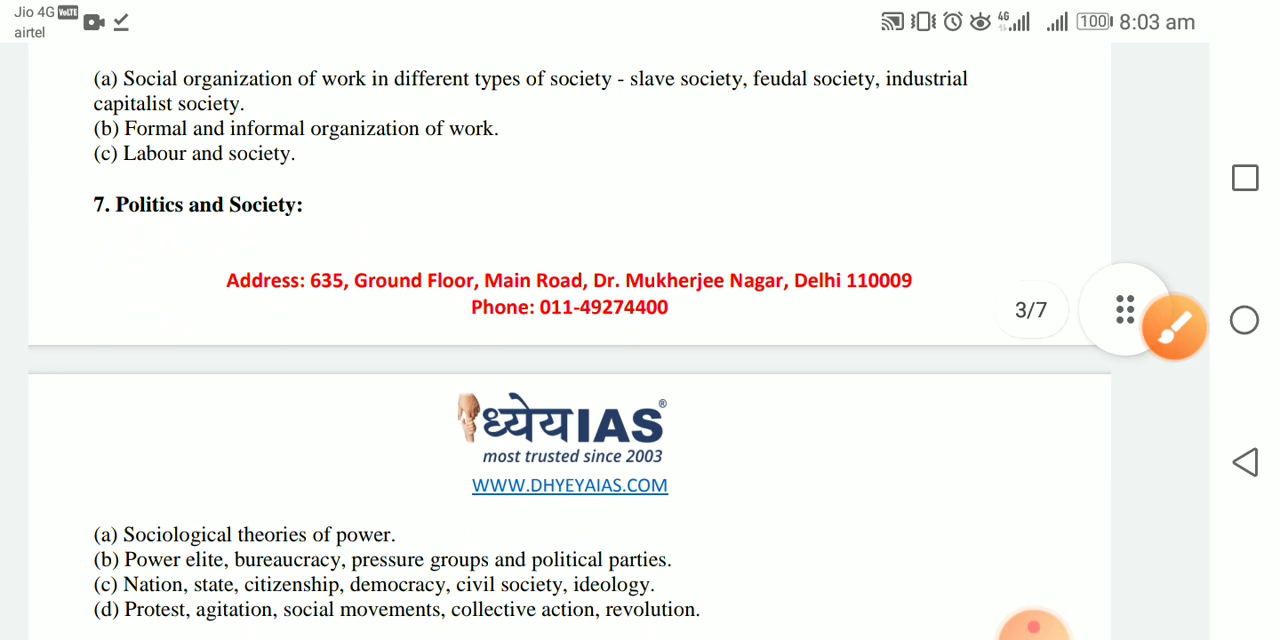 Jio 4G VoLTE
airtel
4G
100
8:03 am
(a) Social organization of work in different types of society - slave society, feudal society, industrial
capitalist society.
(b) Formal and informal organization of work.
(c) Labour and society.
7. Politics and Society:
Address: 635, Ground Floor, Main Road, Dr. Mukherjee Nagar, Delhi 110009
Phone: 011-49274400
3/7
ध्येय IAS®
most trusted since 2003
WWW.DHYEYAIAS.COM
(a) Sociological theories of power.
(b) Power elite, bureaucracy, pressure groups and political parties.
(c) Nation, state, citizenship, democracy, civil society, ideology.
(d) Protest, agitation, social movements, collective action, revolution.